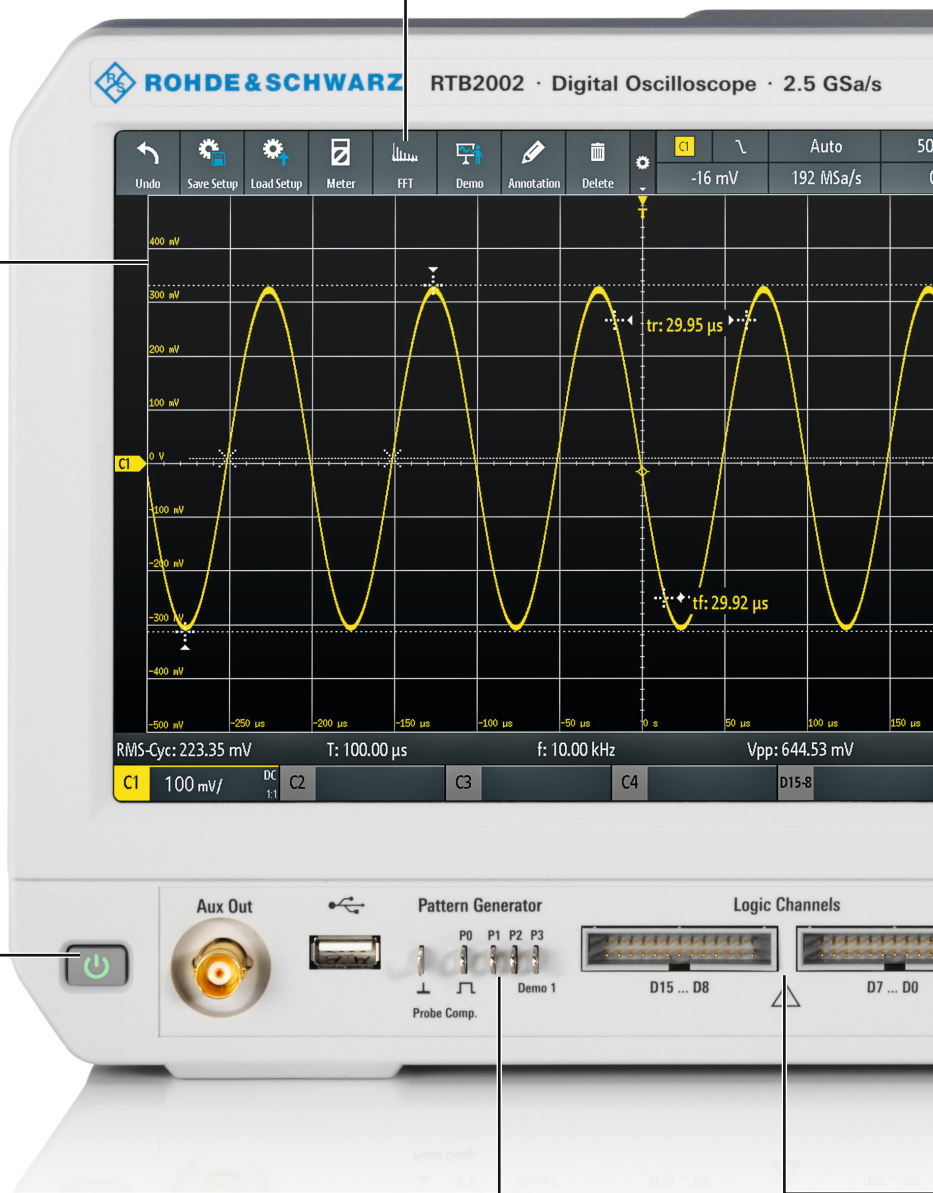 ROHDE&SCHWARZ RTB2002 · Digital Oscilloscope · 2.5 GSa/s
R S
C1 Auto 50
Undo Save Setup Load Setup Meter FFT Demo Annotation Delete -16 mV 192 MSa/s
T
400 mV
300 mV
tr: 29.95 µs
200 mV
100 mV
C1 0 V
-100 mV
-200 mV
tf: 29.92 µs
-300 mV
-400 mV
-500 mV -250 µs -200 µs -150 µs -100 µs -50 µs 0 s 50 µs 100 µs 150 µs
RMS-Cyc: 223.35 mV T: 100.00 µs f: 10.00 kHz Vpp: 644.53 mV
C1 100 mV/ DC 1:1 C2 C3 C4 D15-8
Aux Out Pattern Generator Logic Channels
P0 P1 P2 P3
Demo 1 D15 ... D8 D7 ... D0
Probe Comp.